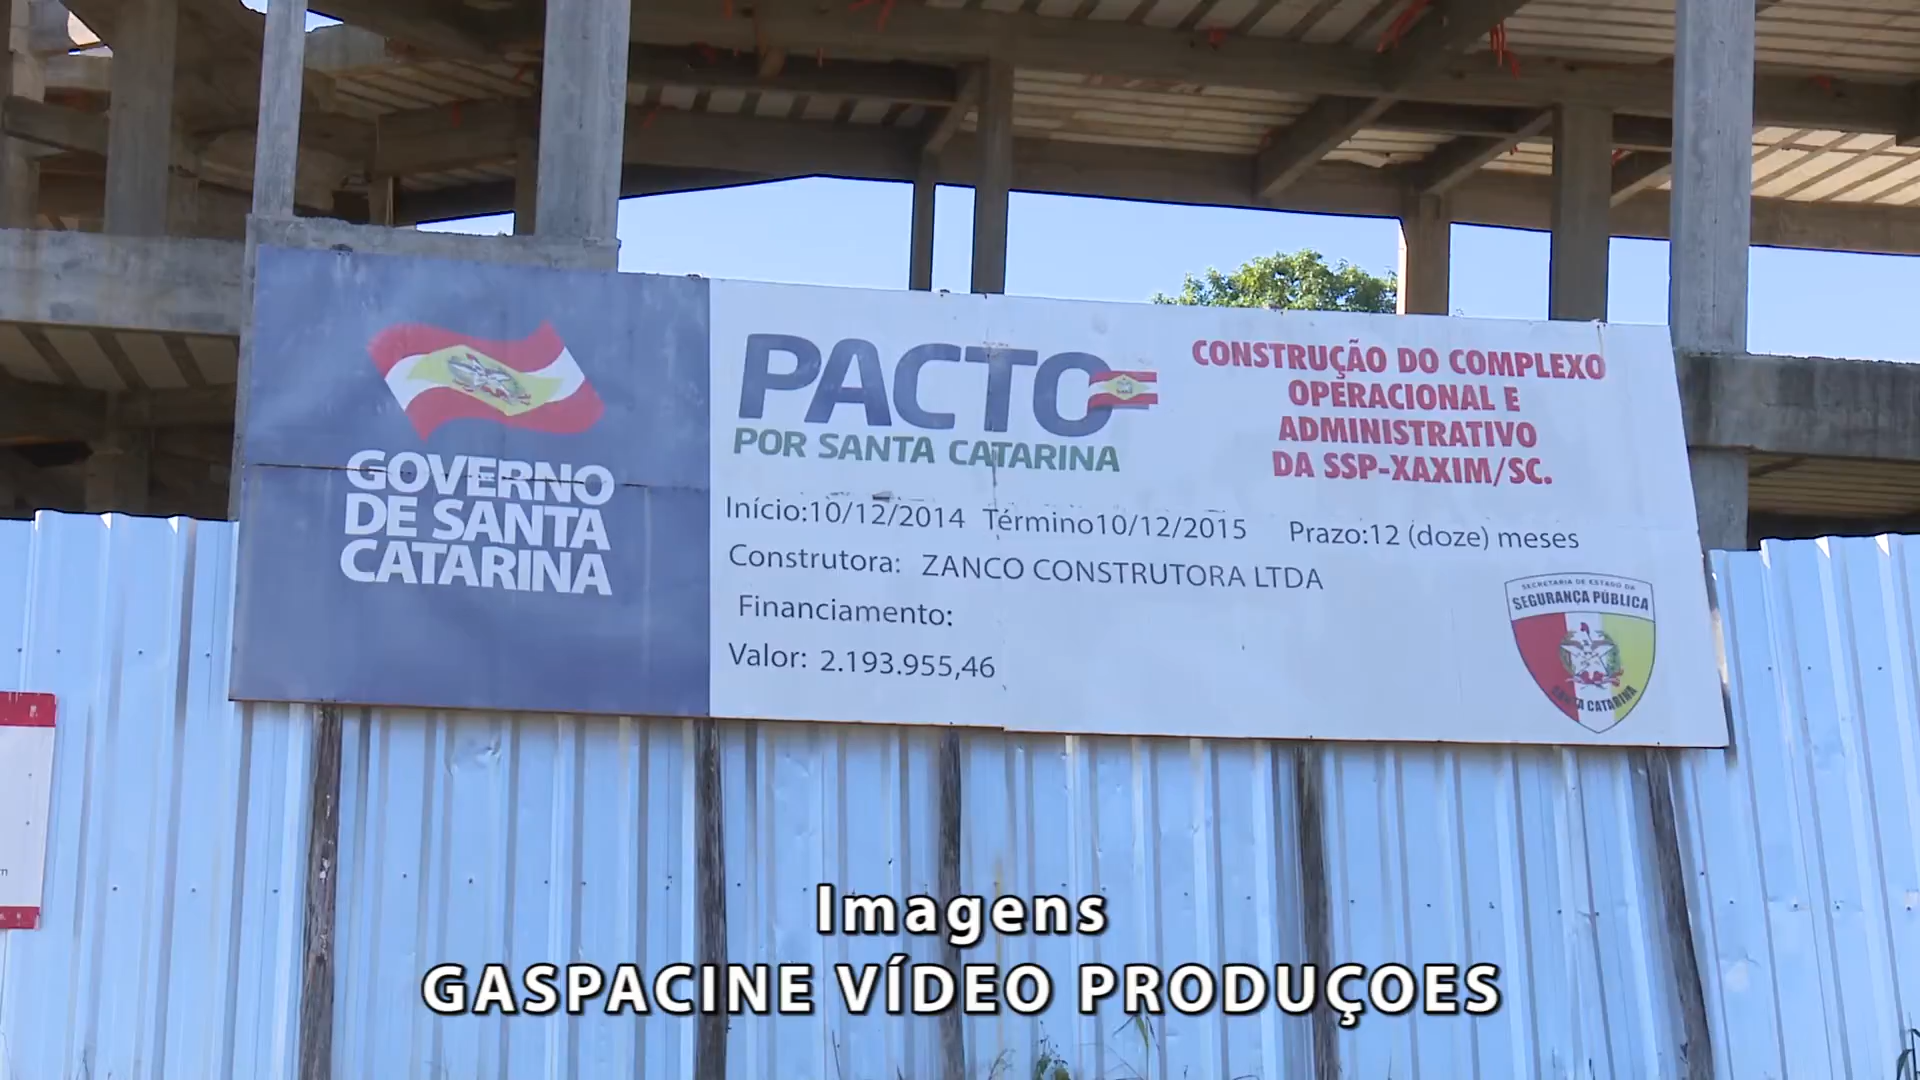 GOVERNO
DE SANTA
CATARINA
PACTO
POR SANTA CATARINA
CONSTRUÇÃO DO COMPLEXO
OPERACIONAL E
ADMINISTRATIVO
DA SSP-XAXIM/SC.
Início:10/12/2014 Término10/12/2015 Prazo:12 (doze) meses
Construtora: ZANCO CONSTRUTORA LTDA
Financiamento:
Valor: 2.193.955,46
SECRETARIA DE ESTADO DA
SEGURANÇA PÚBLICA
SANTA CATARINA
Imagens
GASPACINE VÍDEO PRODUÇOES